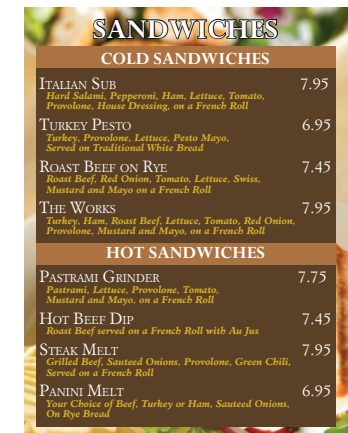 SANDWICHES
COLD SANDWICHES
Italian Sub 7.95
Hard Salami, Pepperoni, Ham, Lettuce, Tomato,
Provolone, House Dressing, on a French Roll
Turkey Pesto 6.95
Turkey, Provolone, Lettuce, Pesto Mayo,
Served on Traditional White Bread
Roast Beef on Rye 7.45
Roast Beef, Red Onion, Tomato, Lettuce, Swiss,
Mustard and Mayo on a French Roll
The Works 7.95
Turkey, Ham, Roast Beef, Lettuce, Tomato, Red Onion,
Provolone, Mustard and Mayo, on a French Roll
HOT SANDWICHES
Pastrami Grinder 7.75
Pastrami, Lettuce, Provolone, Tomato,
Mustard and Mayo, on a French Roll
Hot Beef Dip 7.45
Roast Beef served on a French Roll with Au Jus
Steak Melt 7.95
Grilled Beef, Sauteed Onions, Provolone, Green Chili,
Served on a French Roll
Panini Melt 6.95
Your Choice of Beef, Turkey or Ham, Sauteed Onions,
On Rye Bread